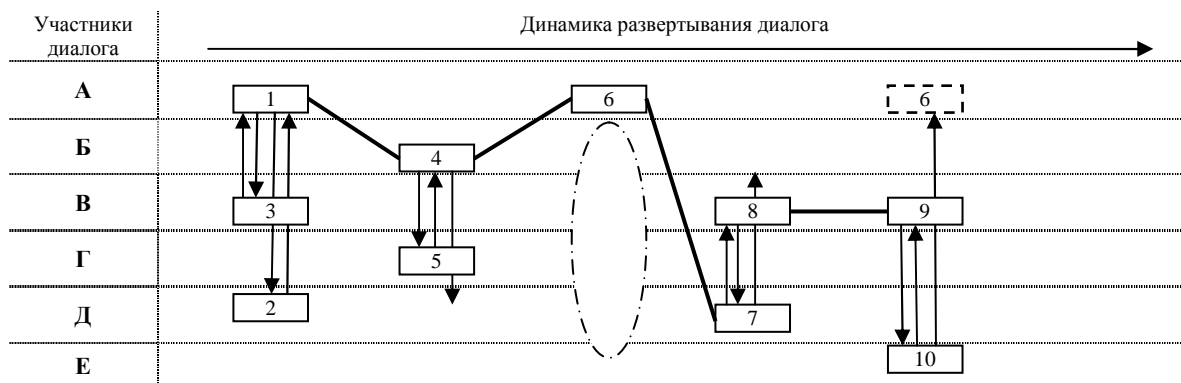 Участники
диалога
Динамика развертывания диалога
А
1
6
6
Б
4
В
3
8
9
Г
5
Д
2
7
Е
10